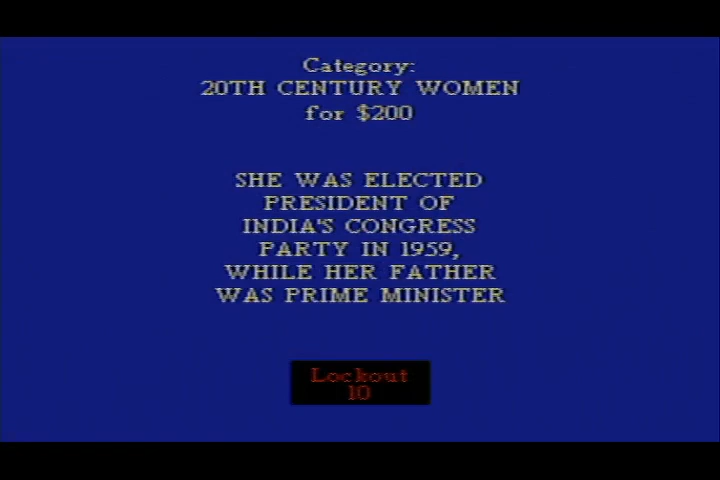 Category:
20TH CENTURY WOMEN
for $200
SHE WAS ELECTED
PRESIDENT OF
INDIA'S CONGRESS
PARTY IN 1959,
WHILE HER FATHER
WAS PRIME MINISTER
Lockout
10